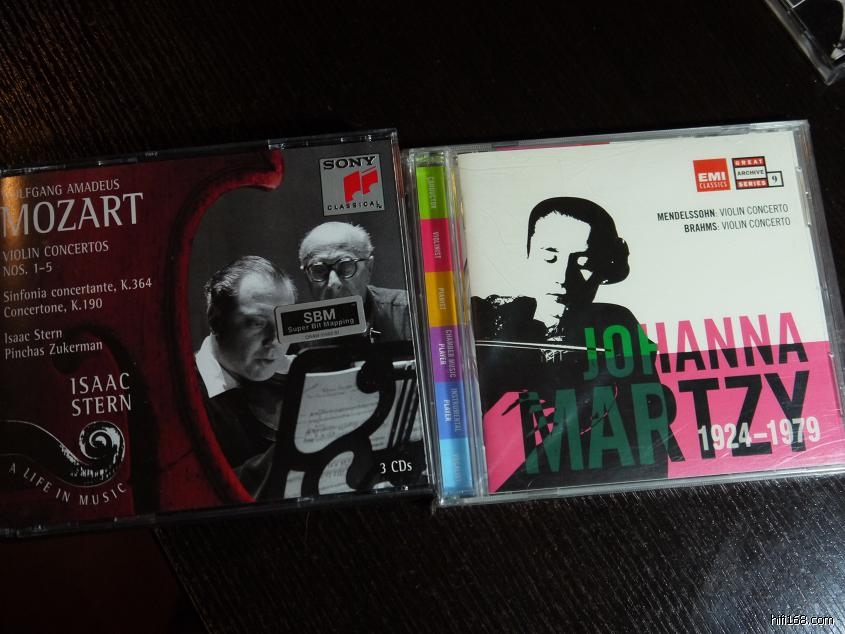 WOLFGANG AMADEUS
MOZART
VIOLIN CONCERTOS
NOS. 1-5
Sinfonia concertante, K.364
Concertone, K.190
Isaac Stern
Pinchas Zukerman
ISAAC
STERN
A LIFE IN MUSIC
SONY
CLASSICAL
SBM
Super Bit Mapping
3 CDs
CONDUCTOR
VIOLINIST
PIANIST
CHAMBER MUSIC
PLAYER
INSTRUMENTAL
PLAYER
EMI
CLASSICS
GREAT
ARCHIVE 9
SERIES
MENDELSSOHN: VIOLIN CONCERTO
BRAHMS: VIOLIN CONCERTO
JOHANNA
MARTZY
1924-1979
hifi168.com